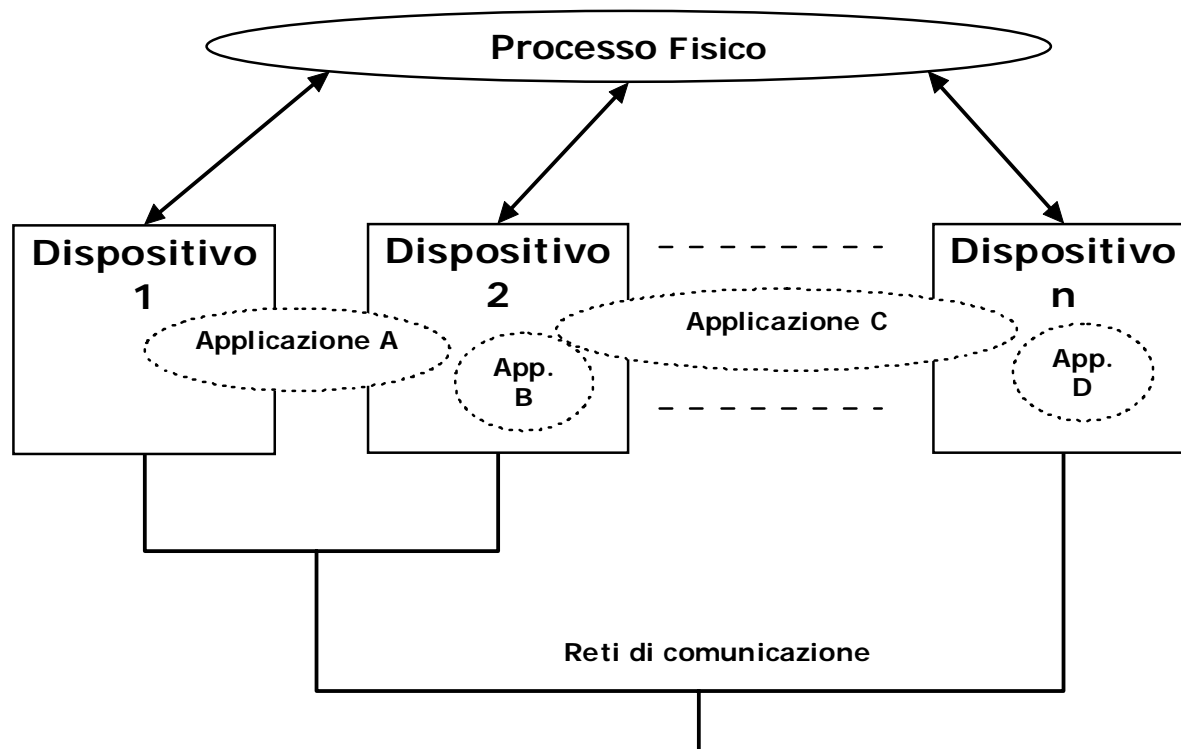 Processo Fisico
Dispositivo
1
Dispositivo
2
Dispositivo
n
Applicazione A
Applicazione C
App.
B
App.
D
Reti di comunicazione